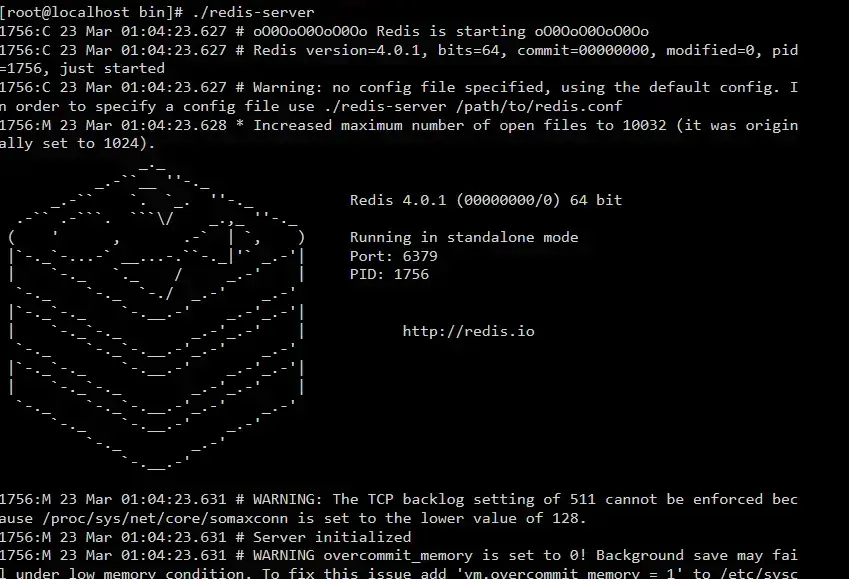 [root@localhost bin]# ./redis-server
1756:C 23 Mar 01:04:23.627 # oO0OoO0OoO0Oo Redis is starting oO0OoO0OoO0Oo
1756:C 23 Mar 01:04:23.627 # Redis version=4.0.1, bits=64, commit=00000000, modified=0, pid
=1756, just started
1756:C 23 Mar 01:04:23.627 # Warning: no config file specified, using the default config. I
n order to specify a config file use ./redis-server /path/to/redis.conf
1756:M 23 Mar 01:04:23.628 * Increased maximum number of open files to 10032 (it was origin
ally set to 1024).
Redis 4.0.1 (00000000/0) 64 bit
Running in standalone mode
Port: 6379
PID: 1756
http://redis.io
1756:M 23 Mar 01:04:23.631 # WARNING: The TCP backlog setting of 511 cannot be enforced bec
ause /proc/sys/net/core/somaxconn is set to the lower value of 128.
1756:M 23 Mar 01:04:23.631 # Server initialized
1756:M 23 Mar 01:04:23.631 # WARNING overcommit_memory is set to 0! Background save may fai
l under low memory condition. To fix this issue add 'vm.overcommit_memory = 1' to /etc/sysc